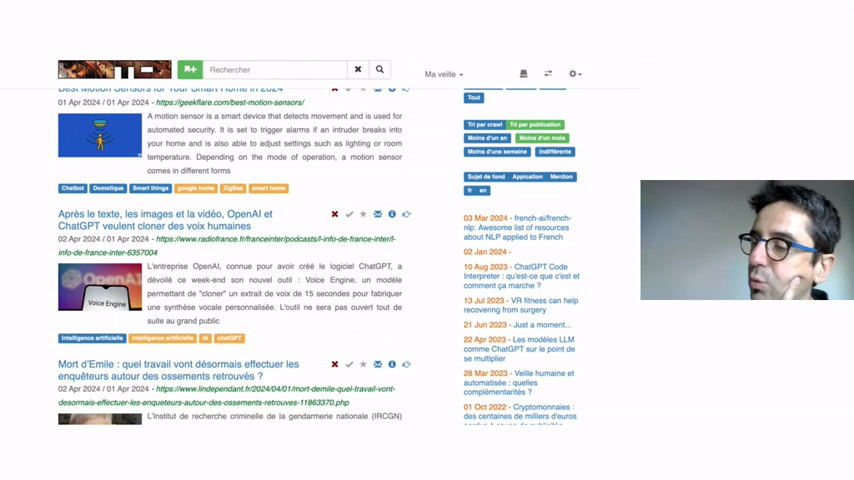 Rechercher
Ma veille
Best Motion Sensors for Your Smart Home in 2024
01 Apr 2024 / 01 Apr 2024 - https://geekflare.com/best-motion-sensors/
A motion sensor is a smart device that detects movement and is used for
automated security. It is set to trigger alarms if an intruder breaks into
your home and is also able to adjust settings such as lighting or room
temperature. Depending on the mode of operation, a motion sensor
comes in different forms
Chatbot Domotique Smart things google home ZigBee smart home
Après le texte, les images et la vidéo, OpenAI et
ChatGPT veulent cloner des voix humaines
02 Apr 2024 / 01 Apr 2024 - https://www.radiofrance.fr/franceinter/podcasts/l-info-de-france-inter/l-
info-de-france-inter-6357004
OpenAI
Voice Engine
L'entreprise OpenAI, connue pour avoir créé le logiciel ChatGPT, a
dévoilé ce week-end son nouvel outil : Voice Engine, un modèle
permettant de "cloner" un extrait de voix de 15 secondes pour fabriquer
une synthèse vocale personnalisée. L'outil ne sera pas ouvert tout de
suite au grand public
Intelligence artificielle Intelligence artificielle IA chatGPT
Mort d'Emile : quel travail vont désormais effectuer les
enquêteurs autour des ossements retrouvés ?
02 Apr 2024 / 01 Apr 2024 - https://www.lindependant.fr/2024/04/01/mort-demile-quel-travail-vont-
desormais-effectuer-les-enqueteurs-autour-des-ossements-retrouves-11863370.php
L'Institut de recherche criminelle de la gendarmerie nationale (IRCGN)
Tout
Tri par crawl Tri par publication
Moins d'un an Moins d'un mois
Moins d'une semaine Indifférente
Sujet de fond Appication Mention
fr en
03 Mar 2024 - french-ai/french-
nlp: Awesome list of resources
about NLP applied to French
02 Jan 2024 -
10 Aug 2023 - ChatGPT Code
Interpreter : qu'est-ce que c'est et
comment ça marche ?
13 Jul 2023 - VR fitness can help
recovering from surgery
21 Jun 2023 - Just a moment...
22 Apr 2023 - Les modèles LLM
comme ChatGPT sur le point de
se multiplier
28 Mar 2023 - Veille humaine et
automatisée : quelles
complémentarités ?
01 Oct 2022 - Cryptomonnaies :
des centaines de milliers d'euros